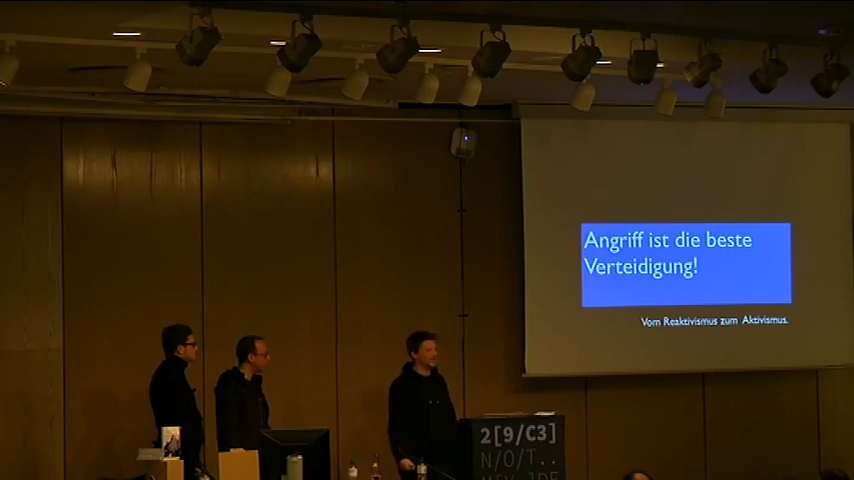 Angriff ist die beste
Verteidigung!
Vom Reaktivismus zum Aktivismus.
2[9/C3]
N/O/T..